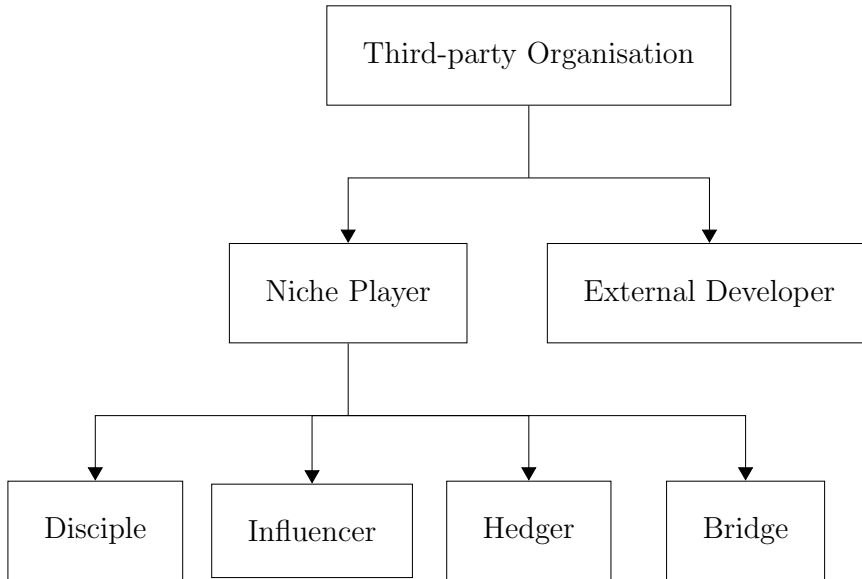 Third-party Organisation
Niche Player
External Developer
Disciple
Influencer
Hedger
Bridge